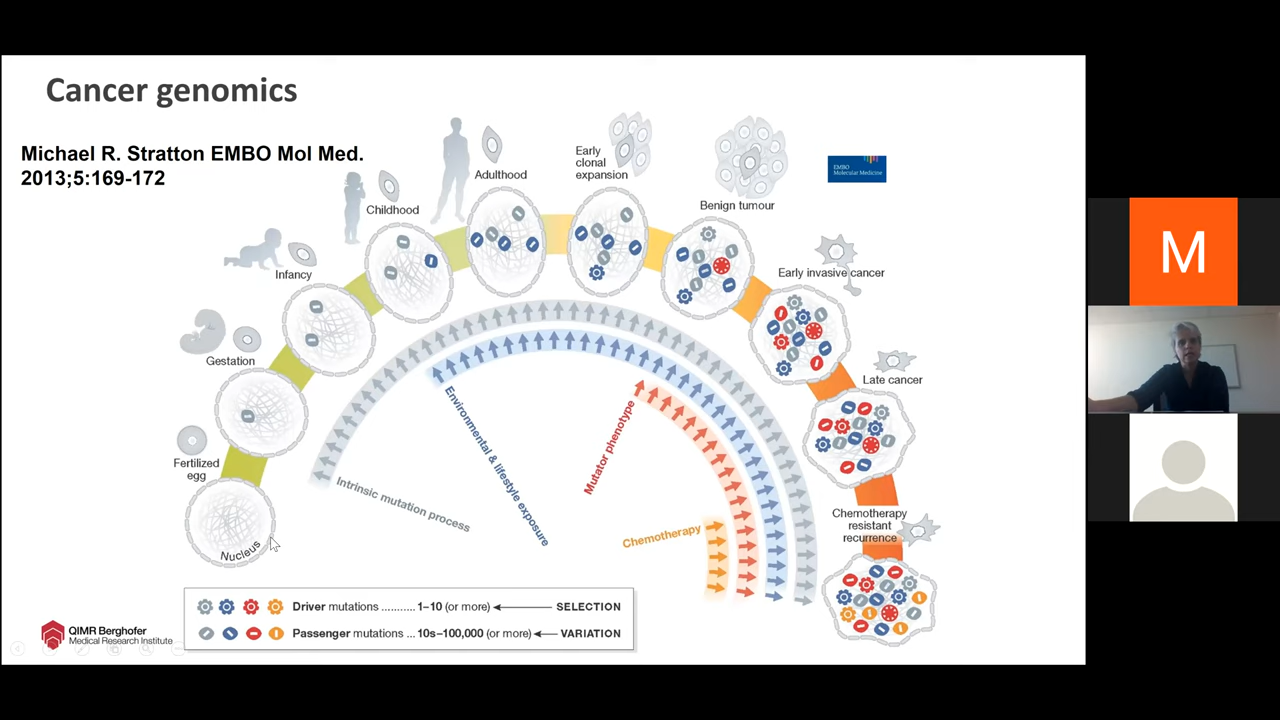 Cancer genomics
Michael R. Stratton EMBO Mol Med.
2013;5:169-172
Early
clonal
expansion
Adulthood
EMBO
Molecular Medicine
Benign tumour
Childhood
Infancy
Early invasive cancer
Gestation
Late cancer
Fertilized
egg
Nucleus
Intrinsic mutation process
Environmental & lifestyle exposure
Mutator phenotype
Chemotherapy
Chemotherapy
resistant
recurrence
Driver mutations .......... 1–10 (or more) SELECTION
Passenger mutations ... 10s–100,000 (or more) VARIATION
QIMR Berghofer
Medical Research Institute
M